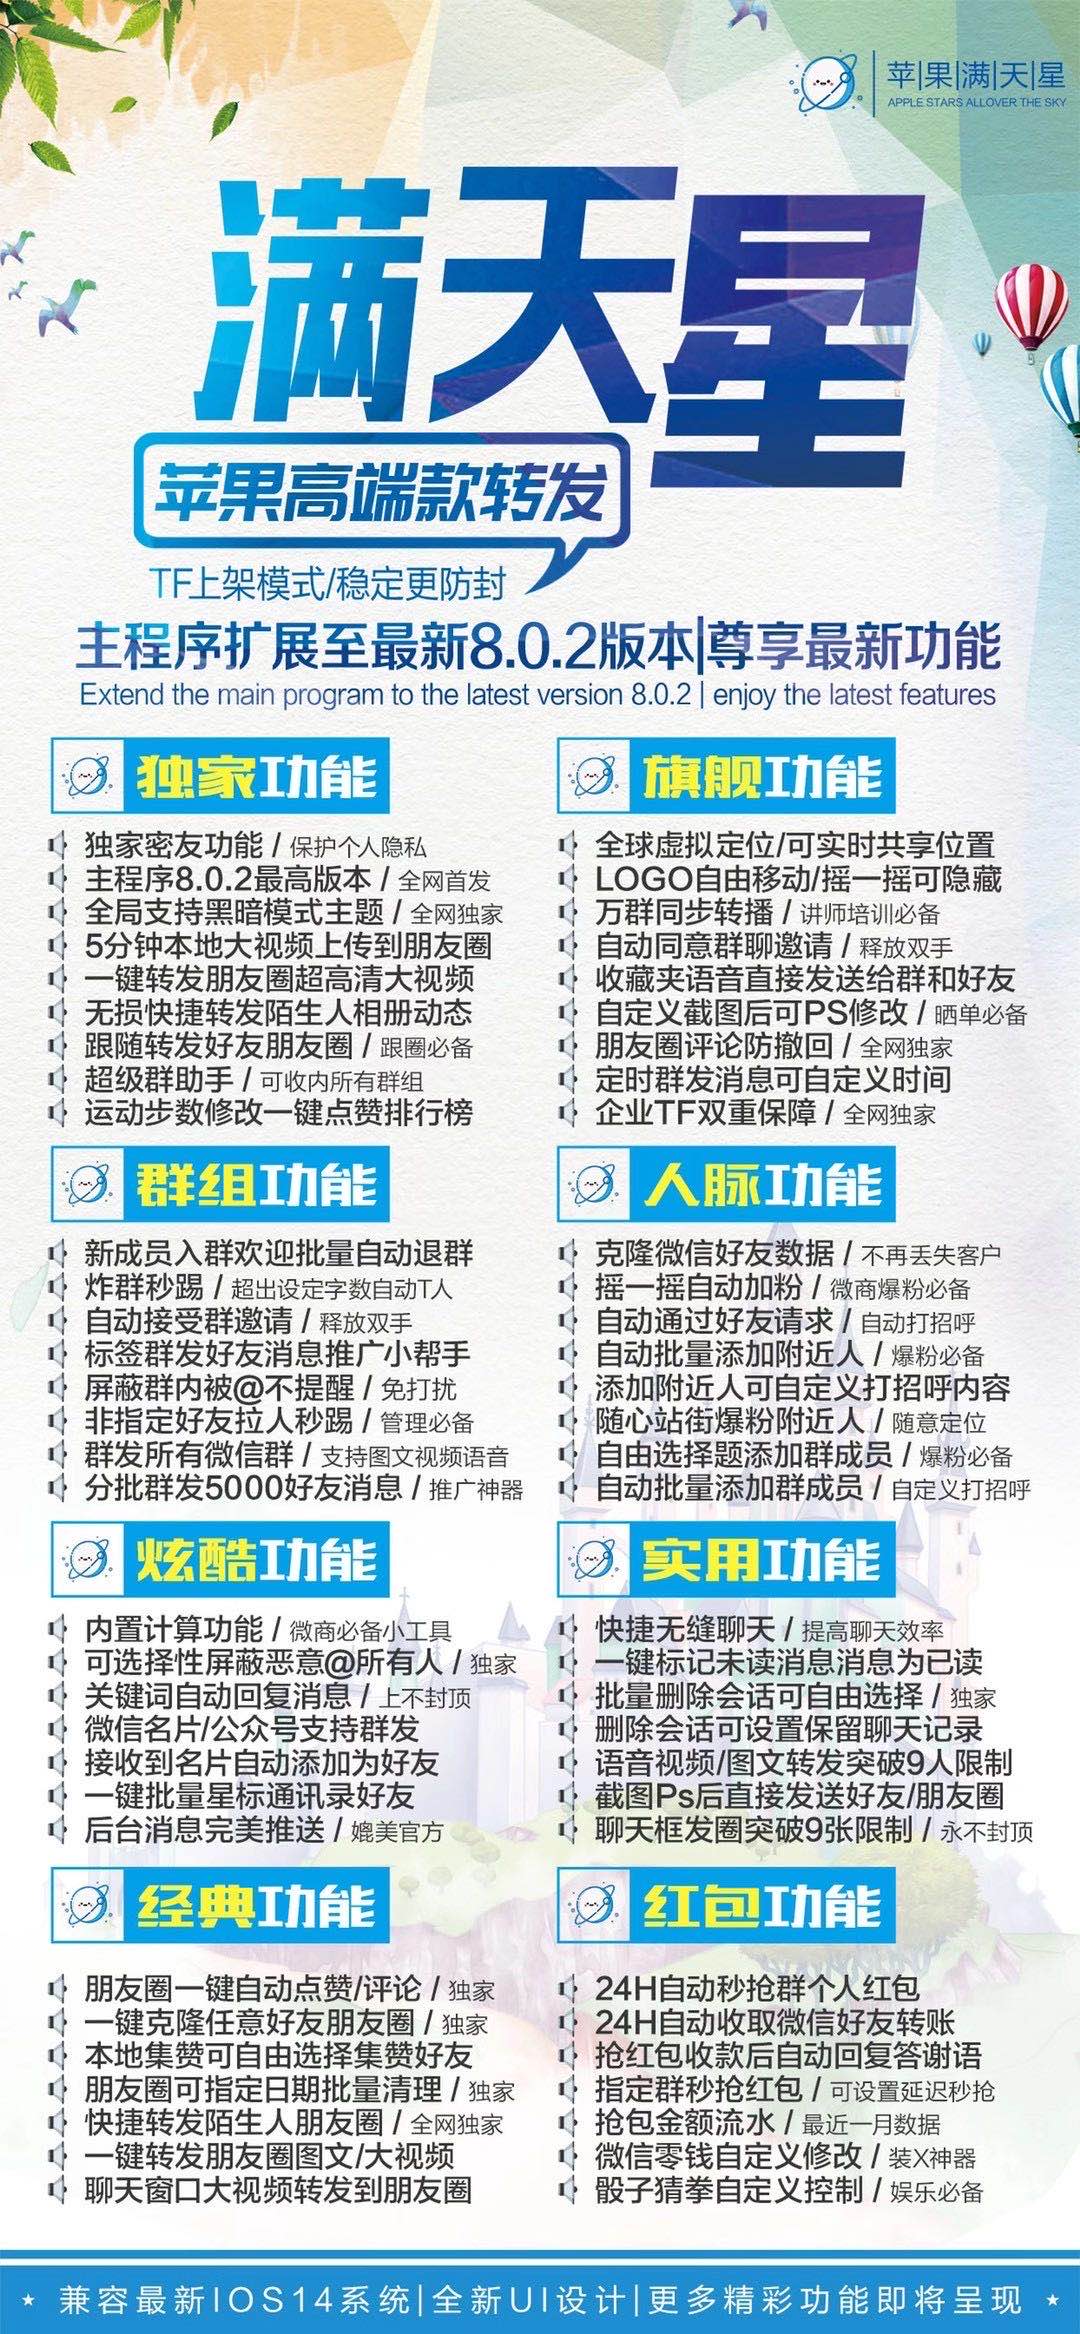 苹|果|满|天|星
APPLE STARS ALLOVER THE SKY
满天星
苹果高端款转发
TF上架模式/稳定更防封
主程序扩展至最新8.0.2版本|尊享最新功能
Extend the main program to the latest version 8.0.2 | enjoy the latest features
独家功能
独家密友功能 / 保护个人隐私
主程序8.0.2最高版本 / 全网首发
全局支持黑暗模式主题 / 全网独家
5分钟本地大视频上传到朋友圈
一键转发朋友圈超高清大视频
无损快捷转发陌生人相册动态
跟随转发好友朋友圈 / 跟圈必备
超级群助手 / 可收内所有群组
运动步数修改一键点赞排行榜
旗舰功能
全球虚拟定位/可实时共享位置
LOGO自由移动/摇一摇可隐藏
万群同步转播 / 讲师培训必备
自动同意群聊邀请 / 释放双手
收藏夹语音直接发送给群和好友
自定义截图后可PS修改 / 晒单必备
朋友圈评论防撤回 / 全网独家
定时群发消息可自定义时间
企业TF双重保障 / 全网独家
群组功能
新成员入群欢迎批量自动退群
炸群秒踢 / 超出设定字数自动T人
自动接受群邀请 / 释放双手
标签群发好友消息推广小帮手
屏蔽群内被@不提醒 / 免打扰
非指定好友拉人秒踢 / 管理必备
群发所有微信群 / 支持图文视频语音
分批群发5000好友消息 / 推广神器
人脉功能
克隆微信好友数据 / 不再丢失客户
摇一摇自动加粉 / 微商爆粉必备
自动通过好友请求 / 自动打招呼
自动批量添加附近人 / 爆粉必备
添加附近人可自定义打招呼内容
随心站街爆粉附近人 / 随意定位
自由选择题添加群成员 / 爆粉必备
自动批量添加群成员 / 自定义打招呼
炫酷功能
内置计算功能 / 微商必备小工具
可选择性屏蔽恶意@所有人 / 独家
关键词自动回复消息 / 上不封顶
微信名片/公众号支持群发
接收到名片自动添加为好友
一键批量星标通讯录好友
后台消息完美推送 / 媲美官方
实用功能
快捷无缝聊天 / 提高聊天效率
一键标记未读消息消息为已读
批量删除会话可自由选择 / 独家
删除会话可设置保留聊天记录
语音视频/图文转发突破9人限制
截图Ps后直接发送好友/朋友圈
聊天框发圈突破9张限制 / 永不封顶
经典功能
朋友圈一键自动点赞/评论/ 独家
一键克隆任意好友朋友圈 / 独家
本地集赞可自由选择集赞好友
朋友圈可指定日期批量清理 / 独家
快捷转发陌生人朋友圈 / 全网独家
一键转发朋友圈图文/大视频
聊天窗口大视频转发到朋友圈
红包功能
24H自动秒抢群个人红包
24H自动收取微信好友转账
抢红包收款后自动回复答谢语
指定群秒抢红包 / 可设置延迟秒抢
抢包金额流水 / 最近一月数据
微信零钱自定义修改 / 装X神器
骰子猜拳自定义控制 / 娱乐必备
★ 兼容最新IOS14系统|全新UI设计|更多精彩功能即将呈现 ★